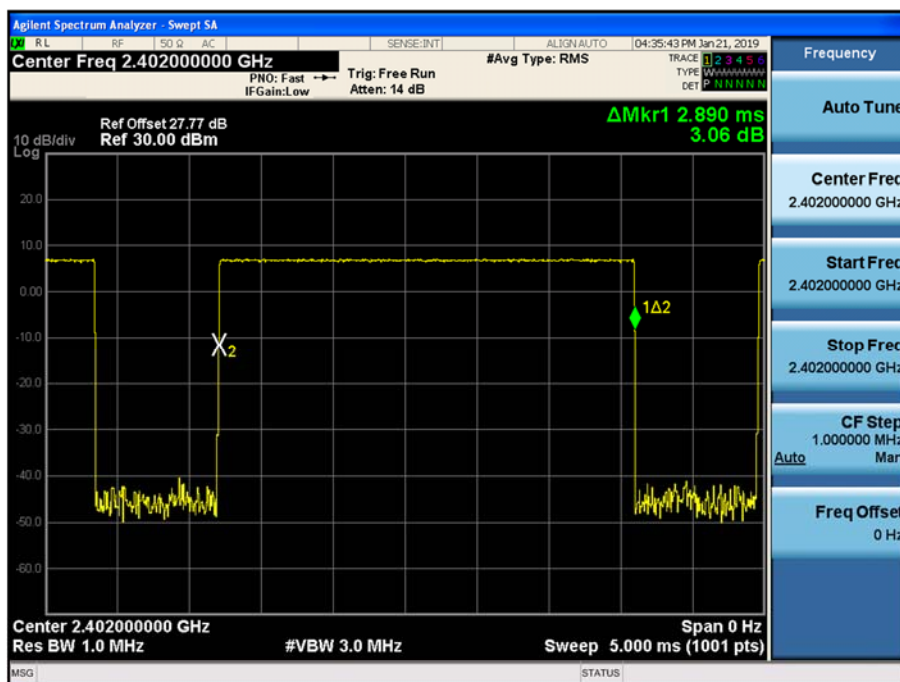 Agilent Spectrum Analyzer - Swept SA
LXI RL RF 50 Ω AC SENSE:INT ALIGN AUTO 04:35:43 PM Jan 21, 2019
Center Freq 2.402000000 GHz
#Avg Type: RMS
TRACE 1 2 3 4 5 6
PNO: Fast
Trig: Free Run
TYPE W
IFGain:Low
Atten: 14 dB
DET P N N N N N
ΔMkr1 2.890 ms
3.06 dB
Ref Offset 27.77 dB
10 dB/div Ref 30.00 dBm
Log
20.0
10.0
0.00
-10.0
-20.0
-30.0
-40.0
-50.0
-60.0
1Δ2
X2
Center 2.402000000 GHz Span 0 Hz
Res BW 1.0 MHz #VBW 3.0 MHz Sweep 5.000 ms (1001 pts)
MSG STATUS
Frequency
Auto Tune
Center Freq
2.402000000 GHz
Start Freq
2.402000000 GHz
Stop Freq
2.402000000 GHz
CF Step
1.000000 MHz
Auto Man
Freq Offset
0 Hz